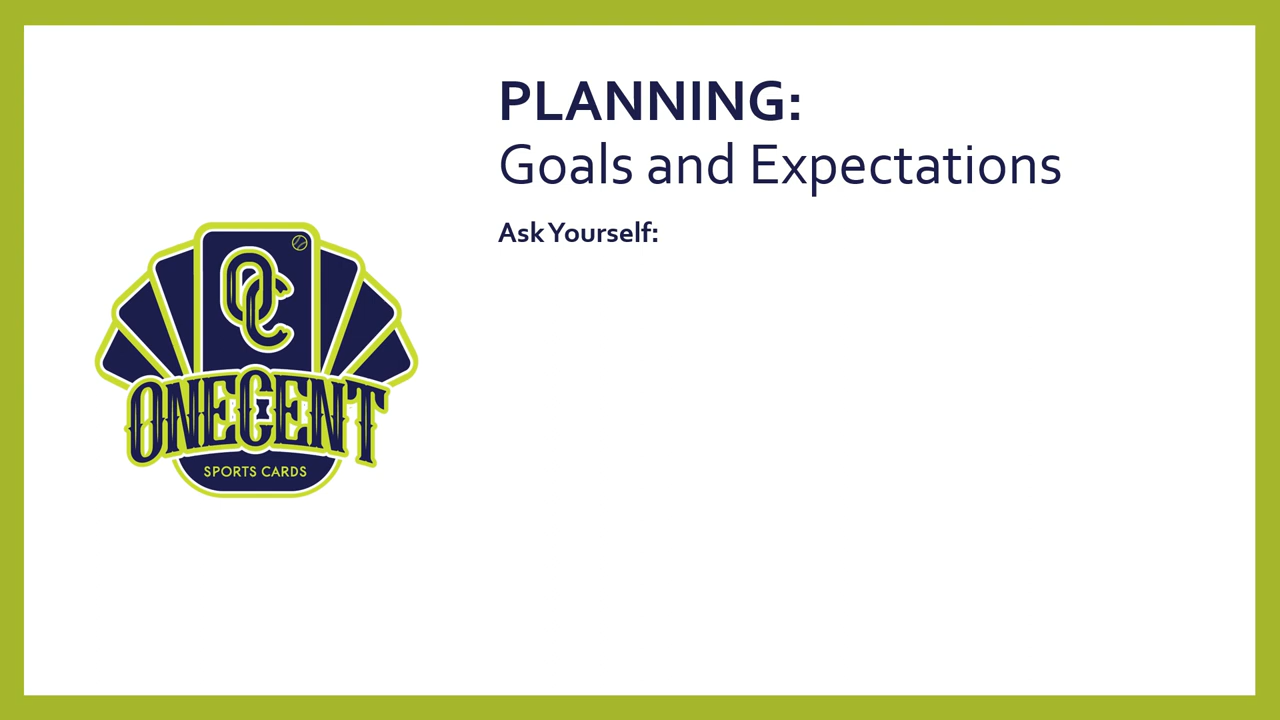 PLANNING:
Goals and Expectations
Ask Yourself:
OC
ONECENT
SPORTS CARDS